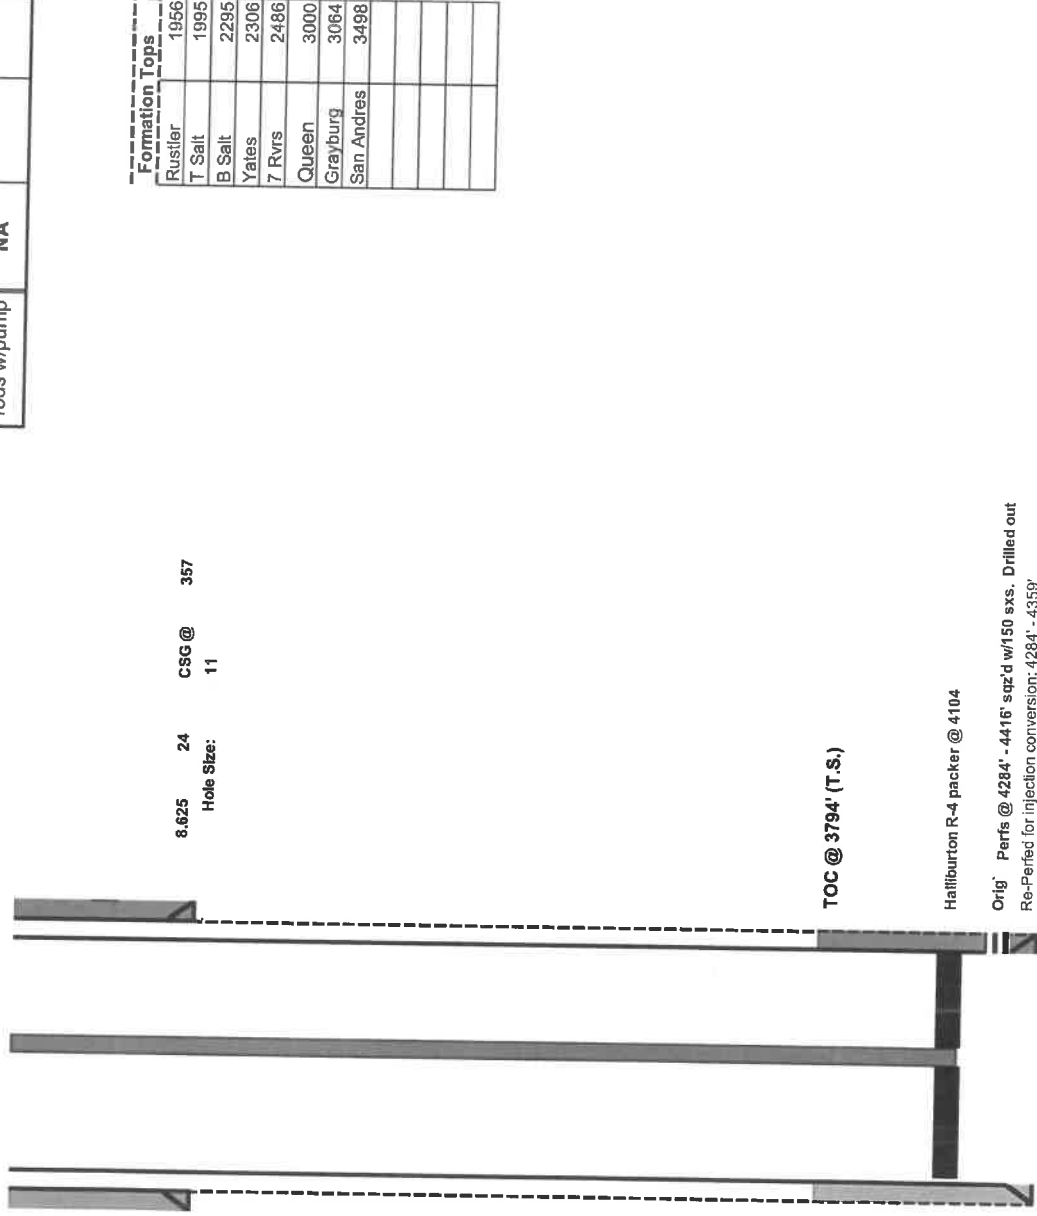 rods w/pump NA
Formation Tops
Rustler 1956
T Salt 1995
B Salt 2295
Yates 2306
7 Rvrs 2486
Queen 3000
Grayburg 3064
San Andres 3498
8.625 24 CSG @ 357
Hole Size: 11
TOC @ 3794' (T.S.)
Halliburton R-4 packer @ 4104
Orig` Perfs @ 4284' - 4416' sqz'd w/150 sxs. Drilled out
Re-Perfed for injection conversion: 4284' - 4359'